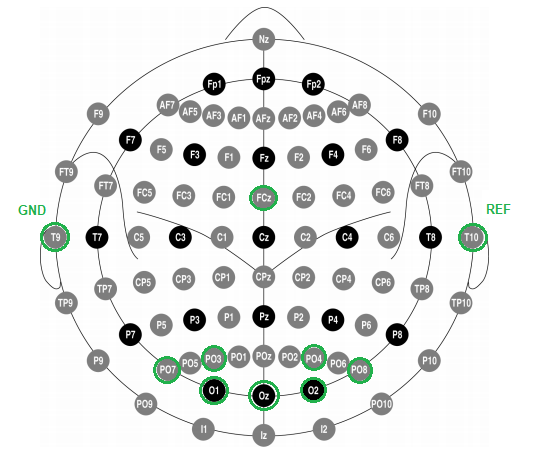 Nz
Fp1 Fpz Fp2
AF7 AF5 AF3 AF1 AFz AF2 AF4 AF6 AF8
F9 F10
F7 F5 F3 F1 Fz F2 F4 F6 F8
FT9 FT7 FC5 FC3 FC1 FCz FC2 FC4 FC6 FT8 FT10
GND REF
T9 T7 C5 C3 C1 Cz C2 C4 C6 T8 T10
TP9 TP7 CP5 CP3 CP1 CPz CP2 CP4 CP6 TP8 TP10
P7 P5 P3 P1 Pz P2 P4 P6 P8
P9 PO7 PO5 PO3 PO1 POz PO2 PO4 PO6 PO8 P10
PO9 O1 Oz O2 PO10
I1 Iz I2